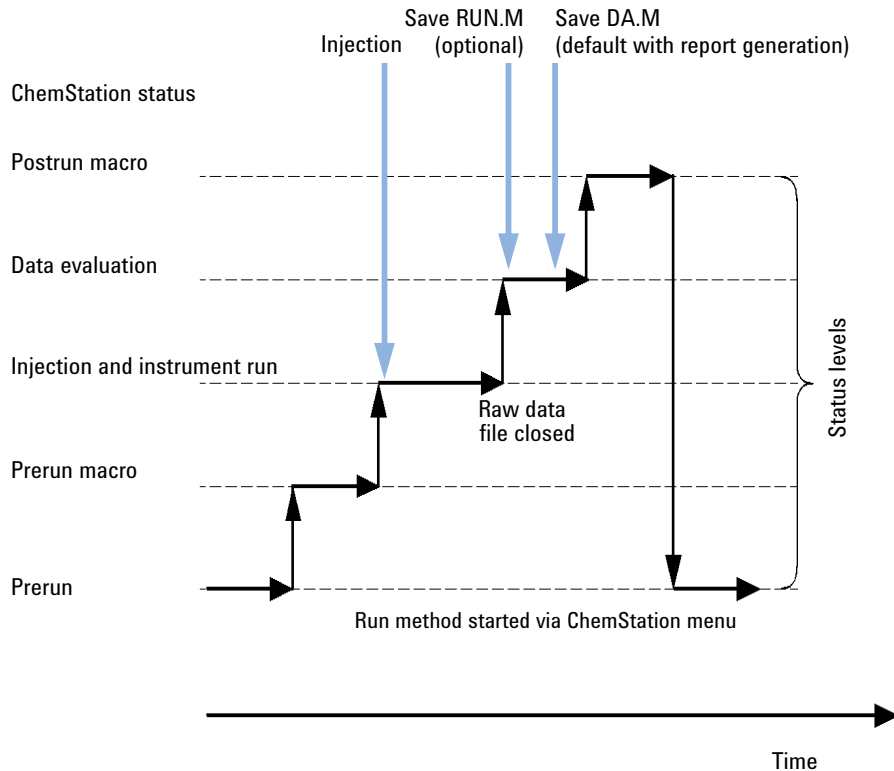 Save RUN.M
(optional)
Save DA.M
(default with report generation)
Injection
ChemStation status
Postrun macro
Data evaluation
Injection and instrument run
Raw data
file closed
Prerun macro
Prerun
Run method started via ChemStation menu
Status levels
Time